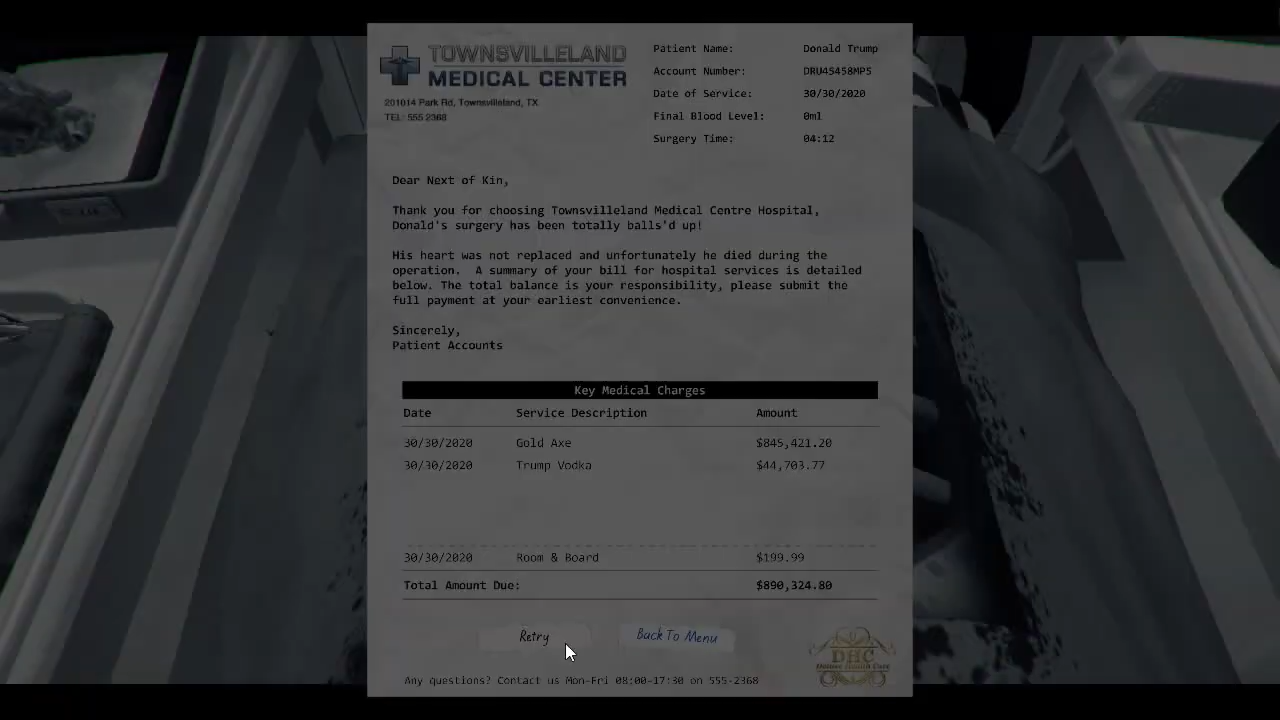 TOWNSVILLELAND
MEDICAL CENTER
201014 Park Rd, Townsvilleland, TX
TEL: 555 2368
Patient Name: Donald Trump
Account Number: DRU45458MP5
Date of Service: 30/30/2020
Final Blood Level: 0ml
Surgery Time: 04:12
Dear Next of Kin,
Thank you for choosing Townsvilleland Medical Centre Hospital,
Donald's surgery has been totally balls'd up!
His heart was not replaced and unfortunately he died during the
operation. A summary of your bill for hospital services is detailed
below. The total balance is your responsibility, please submit the
full payment at your earliest convenience.
Sincerely,
Patient Accounts
Key Medical Charges
Date Service Description Amount
30/30/2020 Gold Axe $845,421.20
30/30/2020 Trump Vodka $44,703.77
30/30/2020 Room & Board $199.99
Total Amount Due: $890,324.80
Retry Back To Menu
DHC
Deluxe Health Care
Any questions? Contact us Mon-Fri 08:00-17:30 on 555-2368